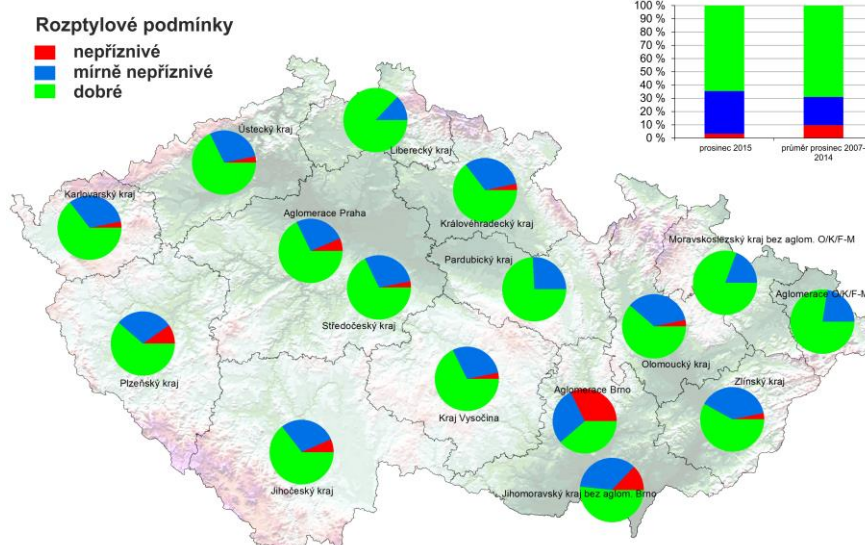 Rozptylové podmínky
nepříznivé
mírně nepříznivé
dobré
100 %
90 %
80 %
70 %
60 %
50 %
40 %
30 %
20 %
10 %
0 %
prosinec 2015
průměr prosinec 2007-
2014
Ústecký kraj
Liberecký kraj
Karlovarský kraj
Královéhradecký kraj
Aglomerace Praha
Moravskoslezský kraj bez aglom. O/K/F-M
Pardubický kraj
Aglomerace O/K/F-M
Středočeský kraj
Olomoucký kraj
Plzeňský kraj
Zlínský kraj
Aglomerace Brno
Kraj Vysočina
Jihočeský kraj
Jihomoravský kraj bez aglom. Brno